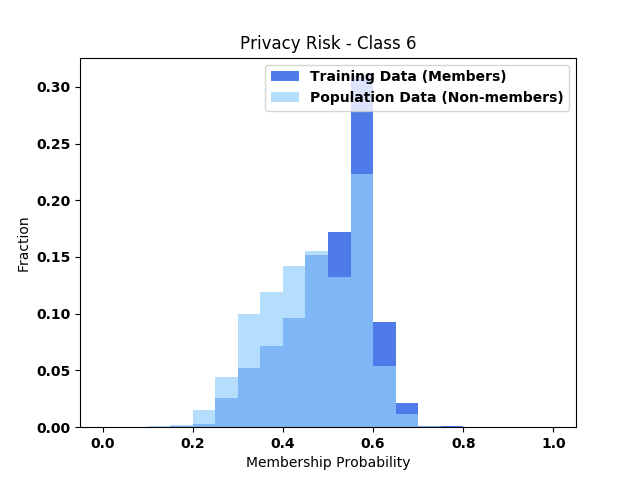 Privacy Risk - Class 6
Training Data (Members)
Population Data (Non-members)
Fraction
0.30
0.25
0.20
0.15
0.10
0.05
0.00
0.0 0.2 0.4 0.6 0.8 1.0
Membership Probability